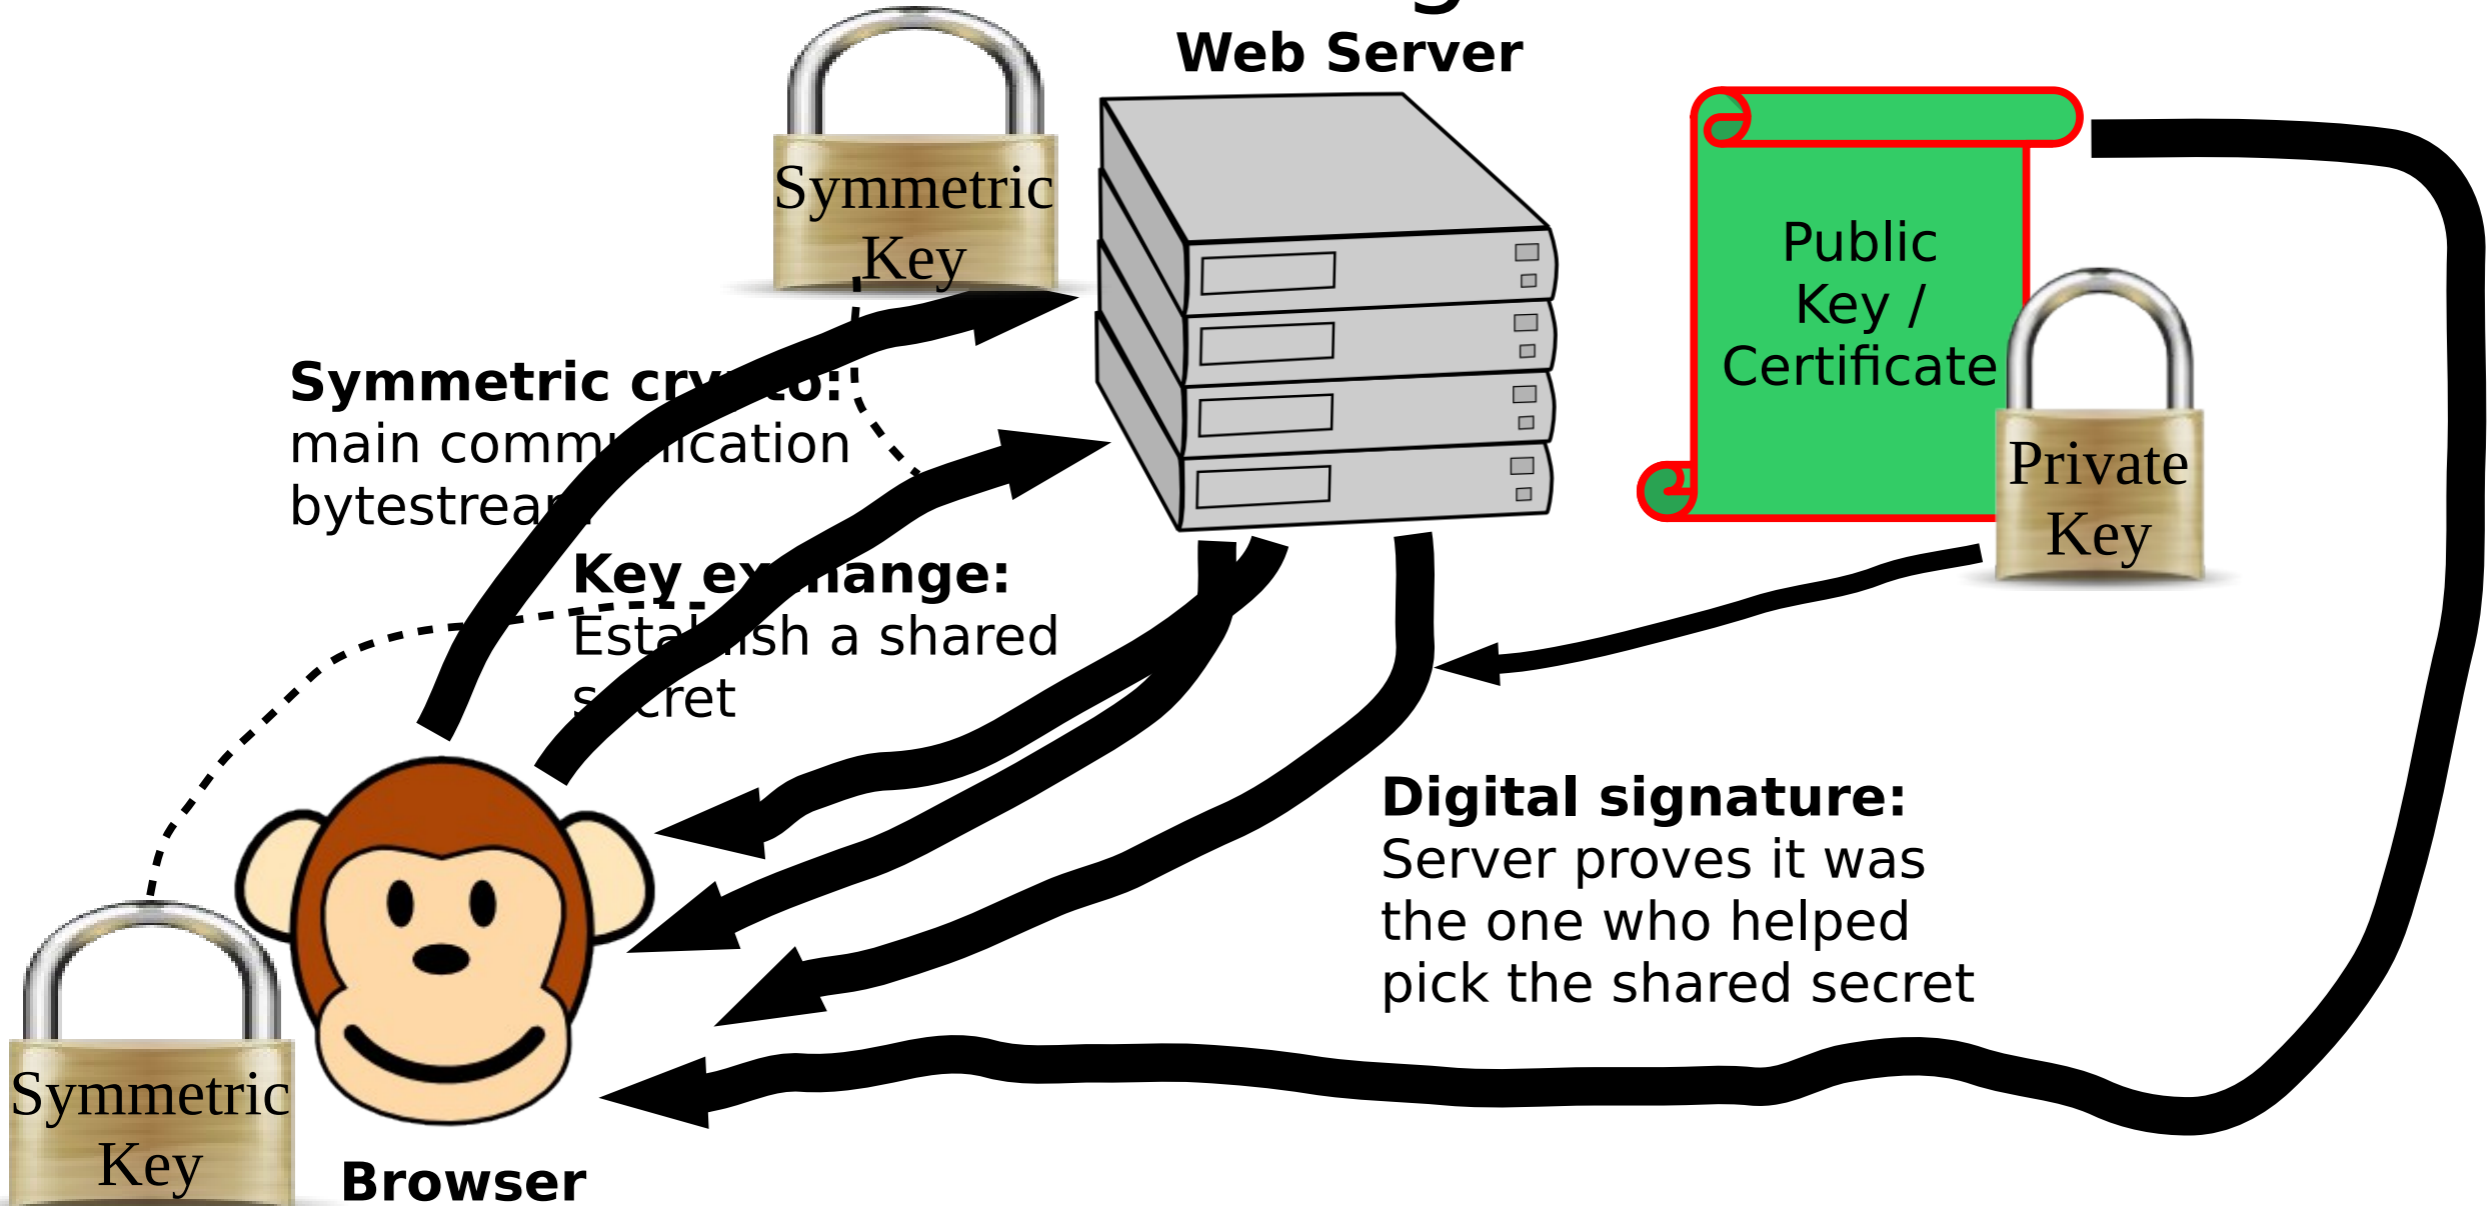 Web Server
Symmetric
Key
Public
Key /
Certificate
Private
Key
Symmetric crypto:
main communication
bytestream
Key exchange:
Establish a shared
secret
Digital signature:
Server proves it was
the one who helped
pick the shared secret
Symmetric
Key
Browser